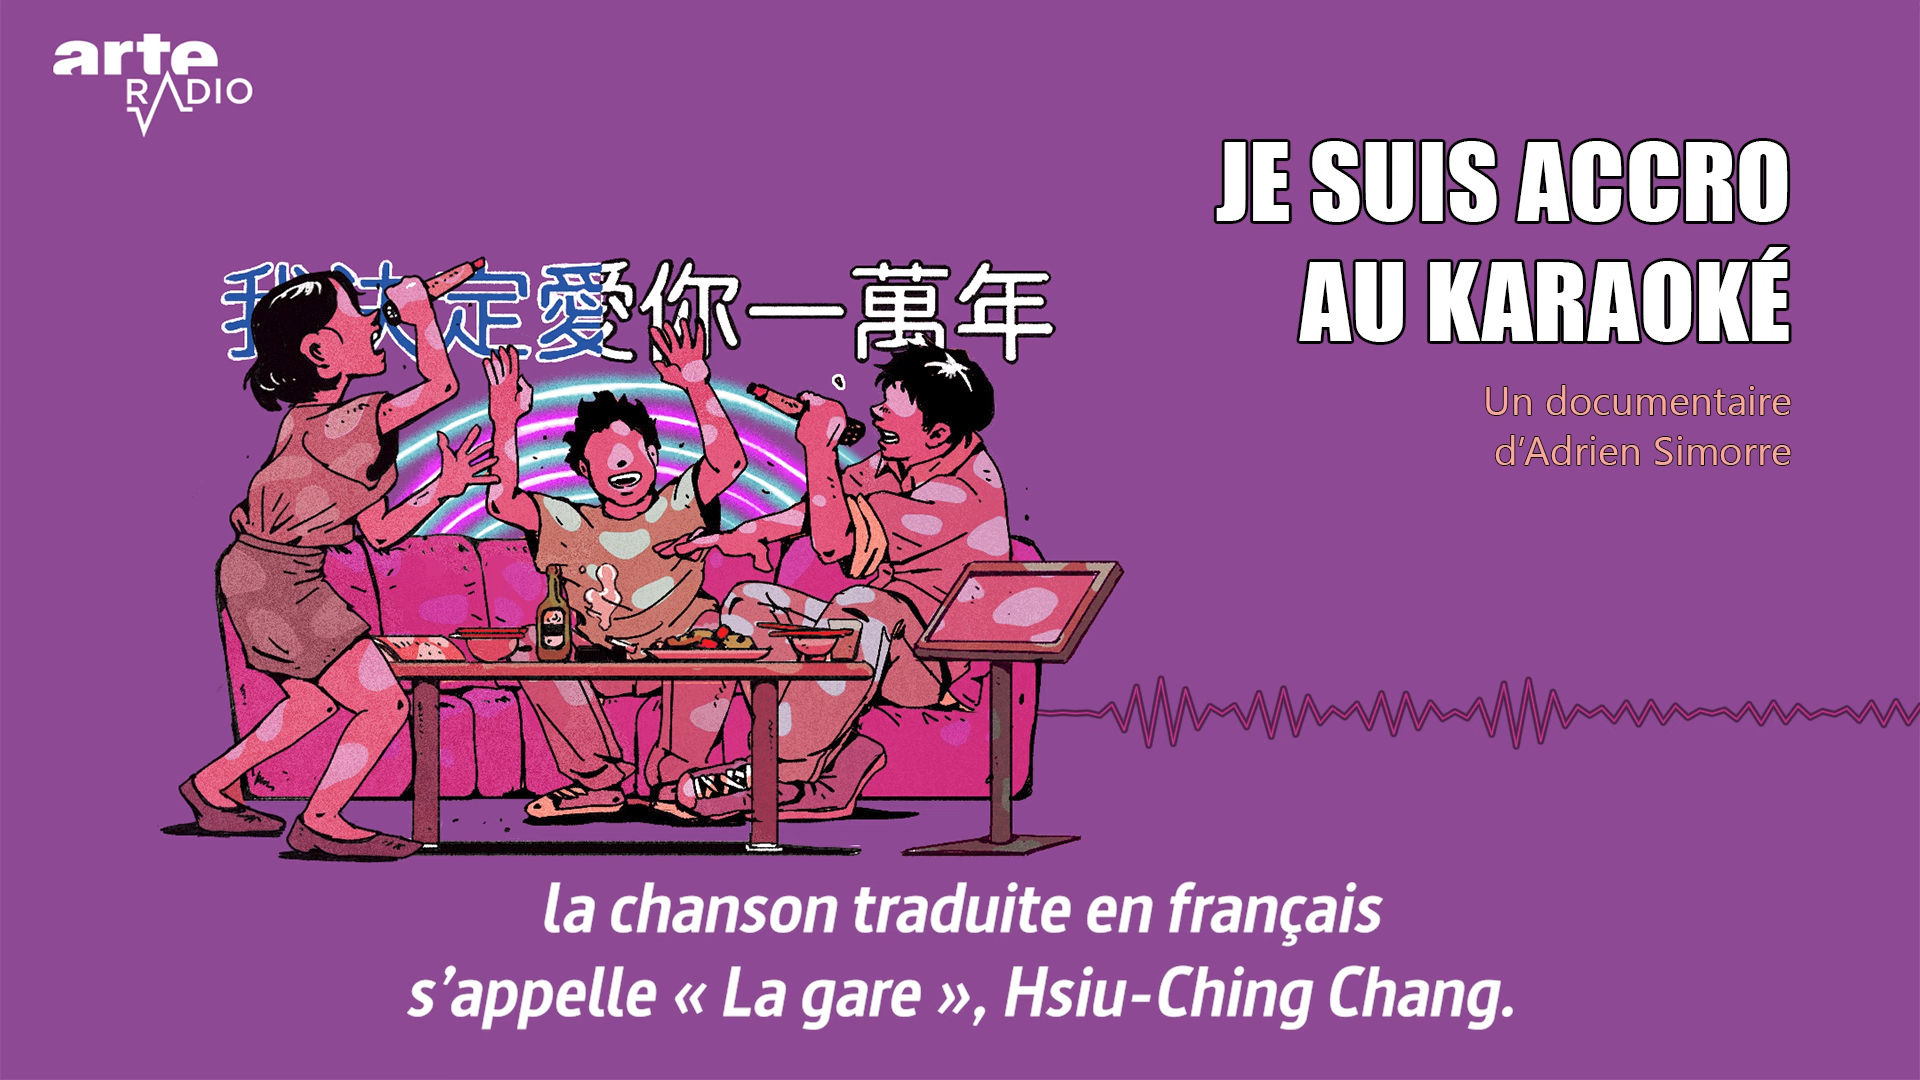 arte
RADIO
JE SUIS ACCRO
AU KARAOKÉ
Un documentaire
d’Adrien Simorre
我決定愛你一萬年
la chanson traduite en français
s’appelle « La gare », Hsiu-Ching Chang.